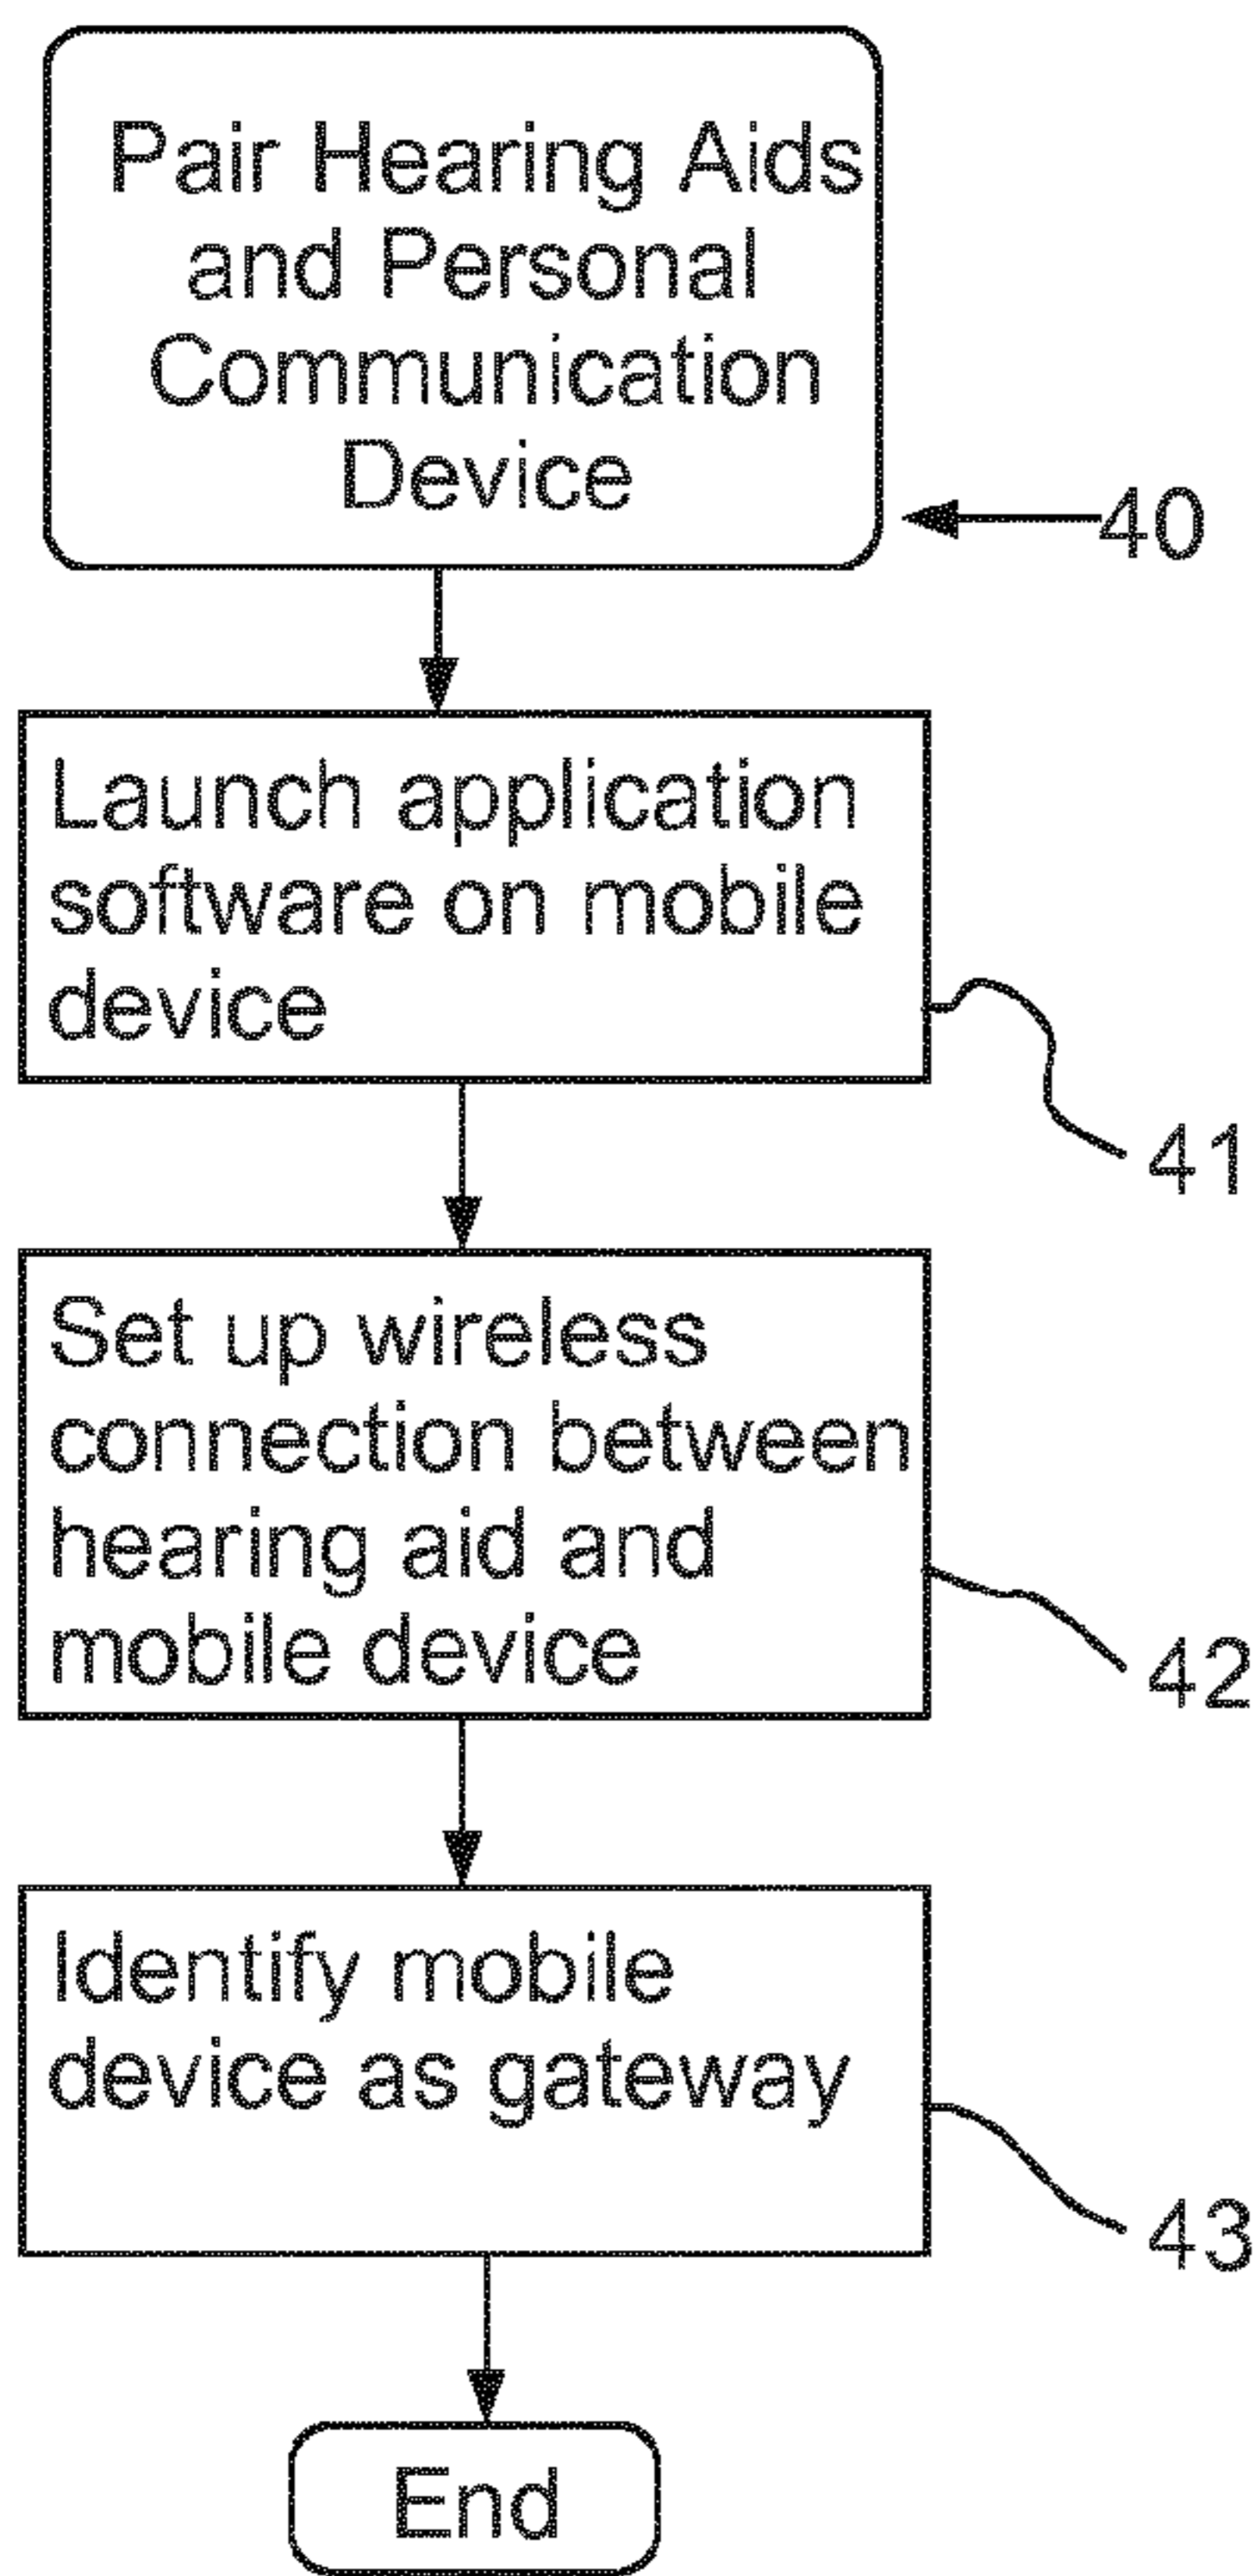 Pair Hearing Aids
and Personal
Communication
Device
40
Launch application
software on mobile
device
41
Set up wireless
connection between
hearing aid and
mobile device
42
Identify mobile
device as gateway
43
End